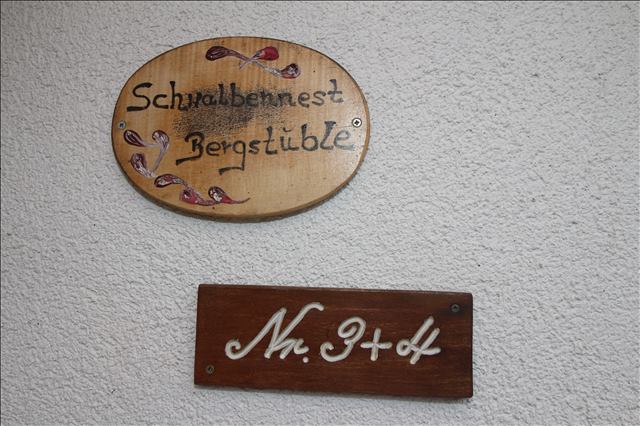 Schwalbennest
Bergstüble
Nr. 3+4